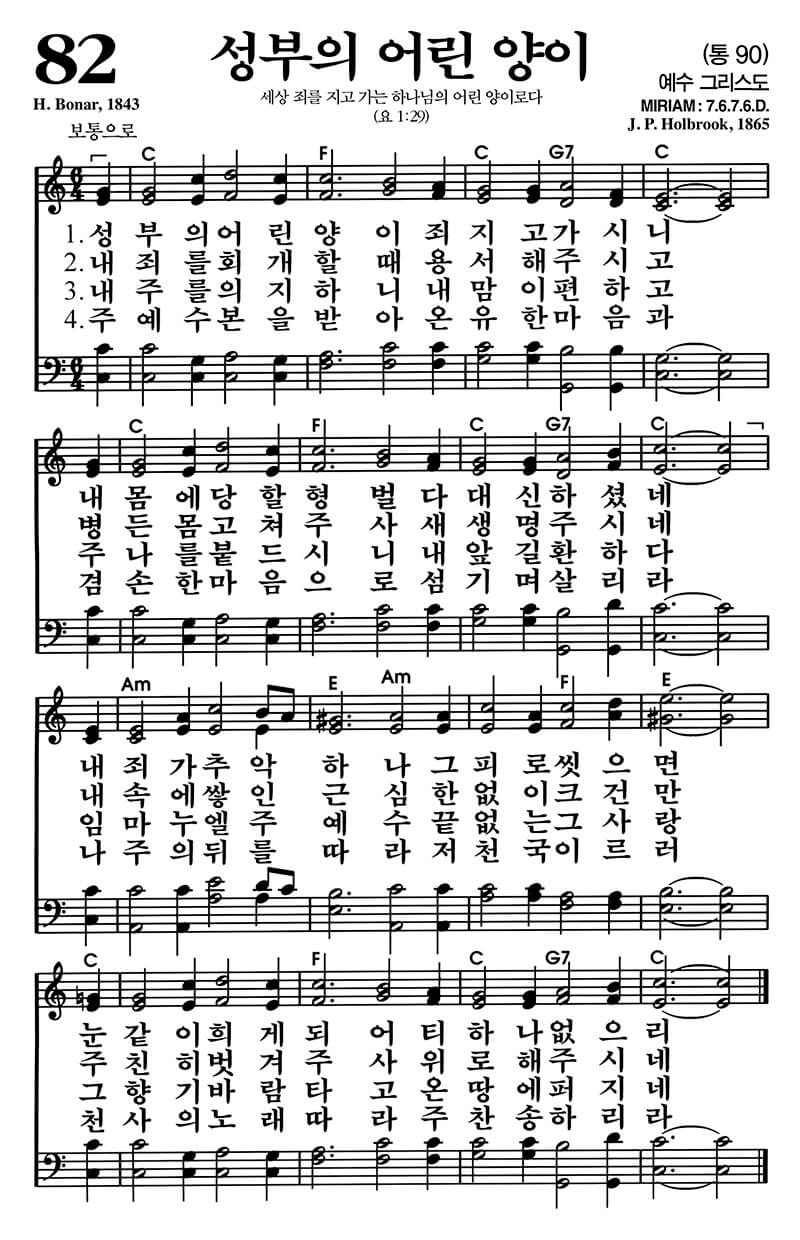 82
성부의 어린 양이
(통 90)
H. Bonar, 1843
세상 죄를 지고 가는 하나님의 어린 양이로다
예수 그리스도
(요 1:29)
MIRIAM : 7.6.7.6.D.
보통으로
J. P. Holbrook, 1865
C F C G7 C
1. 성 부 의 어 린 양 이 죄 지 고 가 시 니
2. 내 죄 를 회 개 할 때 용 서 해 주 시 고
3. 내 주 를 의 지 하 니 내 맘 이 편 하 고
4. 주 예 수 본 을 받 아 온 유 한 마 음 과
C F C G7 C
내 몸 에 당 할 형 벌 다 대 신 하 셨 네
병 든 몸 고 쳐 주 사 새 생 명 주 시 네
주 나 를 붙 드 시 니 내 앞 길 환 하 다
겸 손 한 마 음 으 로 섬 기 며 살 리 라
Am E Am F E
내 죄 가 추 악 하 나 그 피 로 씻 으 면
내 속 에 쌓 인 근 심 한 없 이 크 건 만
임 마 누 엘 주 예 수 끝 없 는 그 사 랑
나 주 의 뒤 를 따 라 저 천 국 이 르 러
C F C G7 C
눈 같 이 희 게 되 어 티 하 나 없 으 리
주 친 히 벗 겨 주 사 위 로 해 주 시 네
그 향 기 바 람 타 고 온 땅 에 퍼 지 네
천 사 의 노 래 따 라 주 찬 송 하 리 라